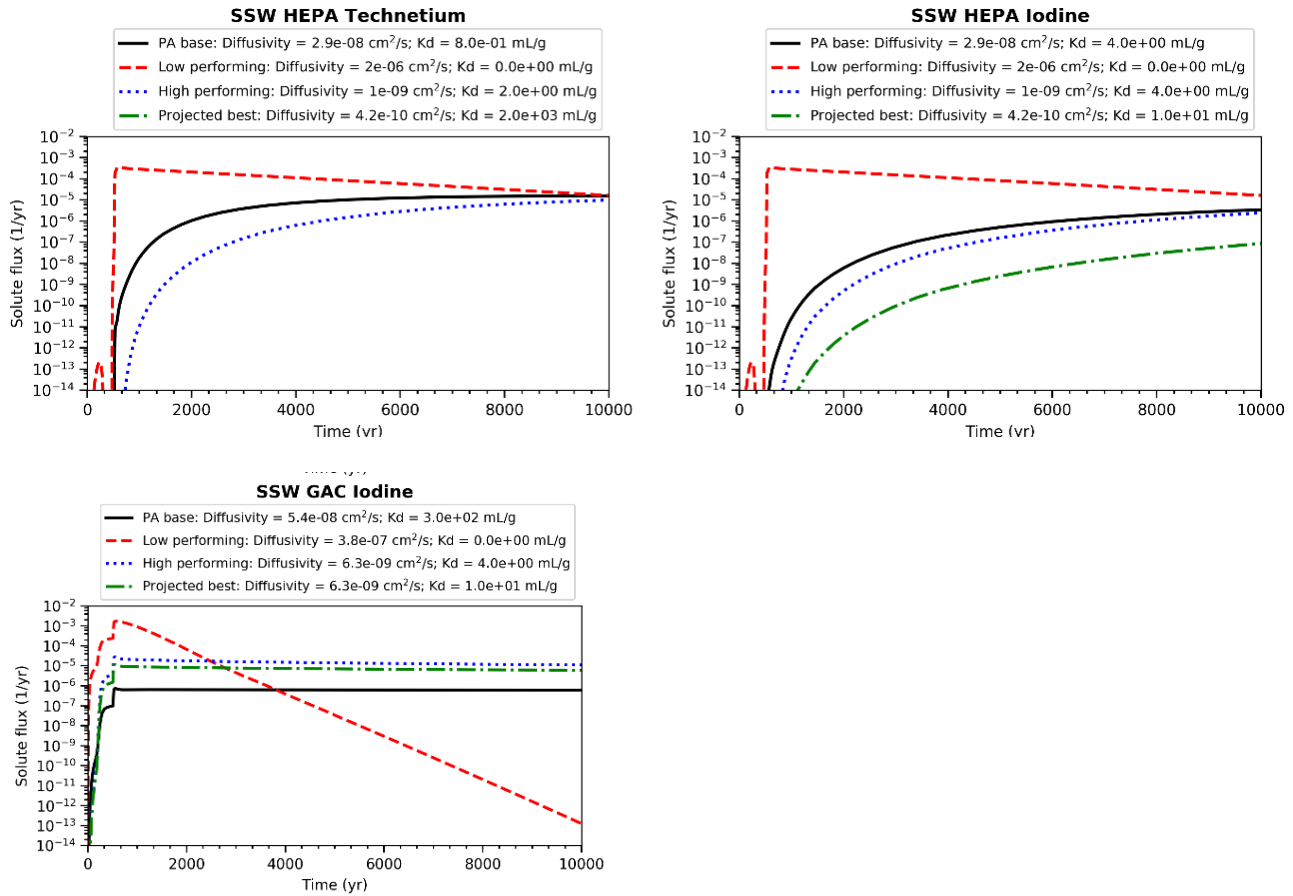 SSW HEPA Technetium
PA base: Diffusivity = 2.9e-08 cm²/s; Kd = 8.0e-01 mL/g
Low performing: Diffusivity = 2e-06 cm²/s; Kd = 0.0e+00 mL/g
High performing: Diffusivity = 1e-09 cm²/s; Kd = 2.0e+00 mL/g
Projected best: Diffusivity = 4.2e-10 cm²/s; Kd = 2.0e+03 mL/g
Solute flux (1/yr)
10⁻²
10⁻³
10⁻⁴
10⁻⁵
10⁻⁶
10⁻⁷
10⁻⁸
10⁻⁹
10⁻¹⁰
10⁻¹¹
10⁻¹²
10⁻¹³
10⁻¹⁴
0 2000 4000 6000 8000 10000
Time (yr)
SSW HEPA Iodine
PA base: Diffusivity = 2.9e-08 cm²/s; Kd = 4.0e+00 mL/g
Low performing: Diffusivity = 2e-06 cm²/s; Kd = 0.0e+00 mL/g
High performing: Diffusivity = 1e-09 cm²/s; Kd = 4.0e+00 mL/g
Projected best: Diffusivity = 4.2e-10 cm²/s; Kd = 1.0e+01 mL/g
Solute flux (1/yr)
10⁻²
10⁻³
10⁻⁴
10⁻⁵
10⁻⁶
10⁻⁷
10⁻⁸
10⁻⁹
10⁻¹⁰
10⁻¹¹
10⁻¹²
10⁻¹³
10⁻¹⁴
0 2000 4000 6000 8000 10000
Time (yr)
SSW GAC Iodine
PA base: Diffusivity = 5.4e-08 cm²/s; Kd = 3.0e+02 mL/g
Low performing: Diffusivity = 3.8e-07 cm²/s; Kd = 0.0e+00 mL/g
High performing: Diffusivity = 6.3e-09 cm²/s; Kd = 4.0e+00 mL/g
Projected best: Diffusivity = 6.3e-09 cm²/s; Kd = 1.0e+01 mL/g
Solute flux (1/yr)
10⁻²
10⁻³
10⁻⁴
10⁻⁵
10⁻⁶
10⁻⁷
10⁻⁸
10⁻⁹
10⁻¹⁰
10⁻¹¹
10⁻¹²
10⁻¹³
10⁻¹⁴
0 2000 4000 6000 8000 10000
Time (yr)